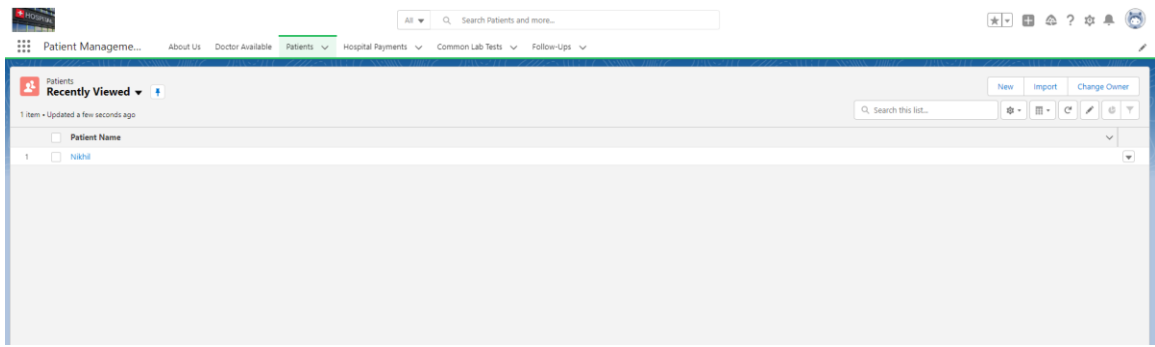 HOSPITAL
All
Search Patients and more...
Patient Manageme... About Us Doctor Available Patients Hospital Payments Common Lab Tests Follow-Ups
Patients
Recently Viewed
New Import Change Owner
1 item • Updated a few seconds ago
Search this list...
Patient Name
1 Nikhil